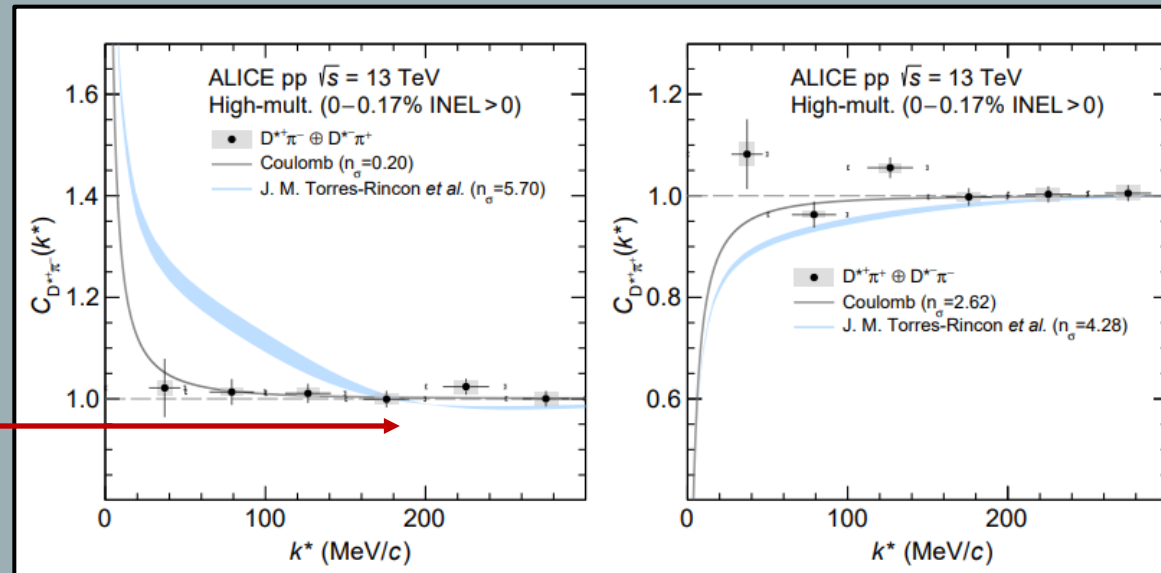 ALICE pp √s = 13 TeV
High-mult. (0−0.17% INEL > 0)
D*⁺π⁻ ⊕ D*⁻π⁺
Coulomb (nσ=0.20)
J. M. Torres-Rincon et al. (nσ=5.70)
C_D*⁺π⁻(k*)
1.6
1.4
1.2
1.0
0 200 400
k* (MeV/c)
ALICE pp √s = 13 TeV
High-mult. (0−0.17% INEL > 0)
D*⁺π⁺ ⊕ D*⁻π⁻
Coulomb (nσ=2.62)
J. M. Torres-Rincon et al. (nσ=4.28)
C_D*⁺π⁺(k*)
1.2
1.0
0.8
0.6
0 100 200
k* (MeV/c)